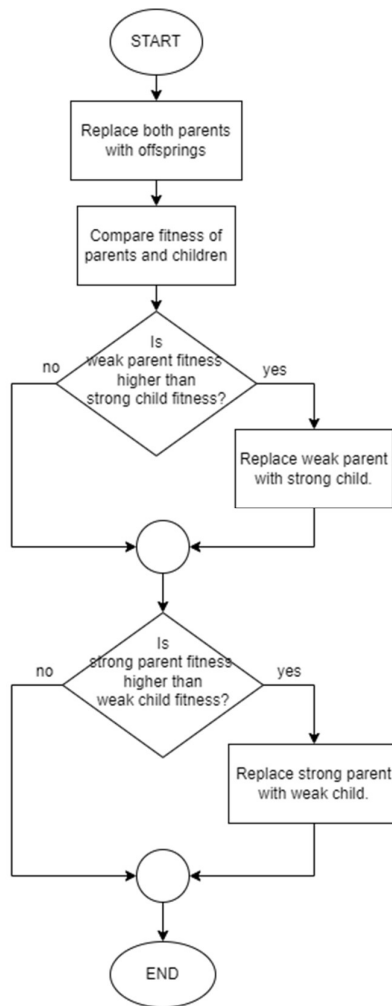 START
Replace both parents
with offsprings
Compare fitness of
parents and children
Is
weak parent fitness
higher than
strong child fitness?
no
yes
Replace weak parent
with strong child.
Is
strong parent fitness
higher than
weak child fitness?
no
yes
Replace strong parent
with weak child.
END